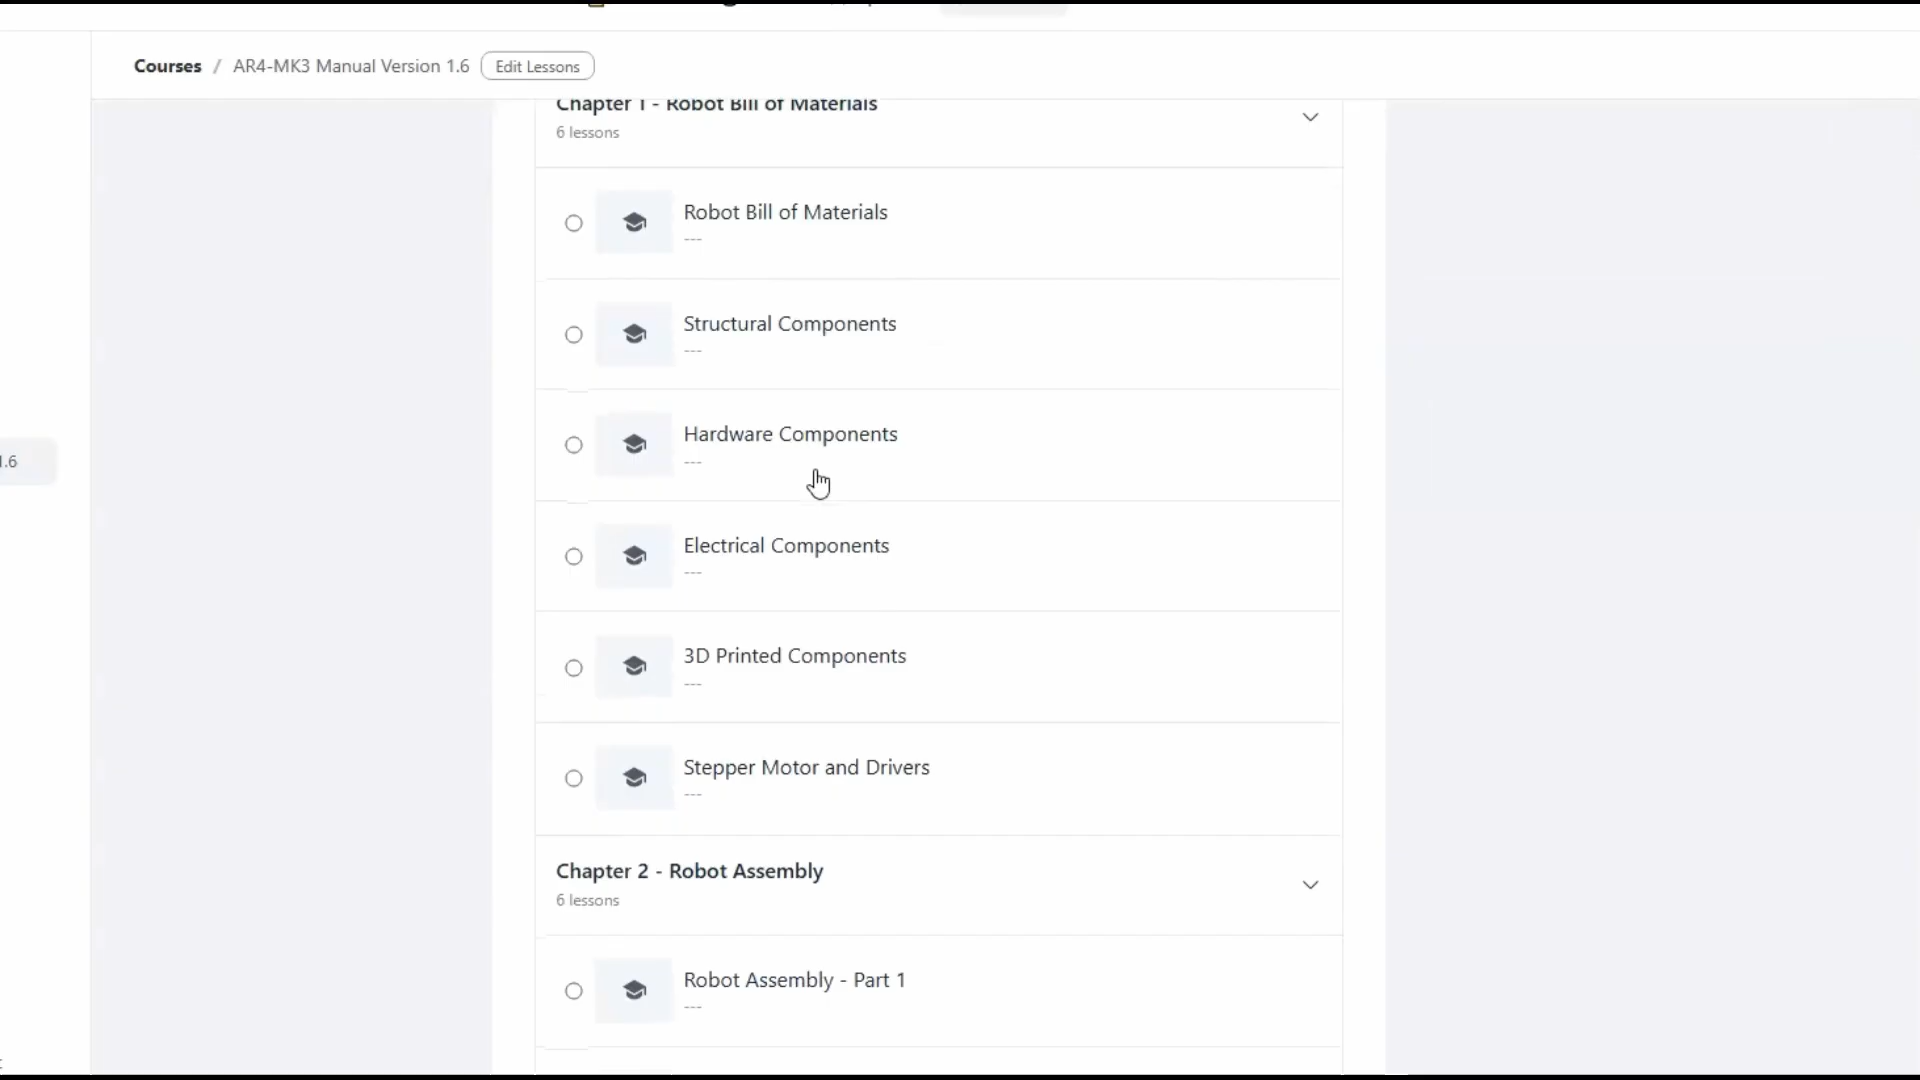 Courses / AR4-MK3 Manual Version 1.6 Edit Lessons
Chapter 1 - Robot Bill of Materials
6 lessons
Robot Bill of Materials
---
Structural Components
---
Hardware Components
---
1.6
Electrical Components
---
3D Printed Components
---
Stepper Motor and Drivers
---
Chapter 2 - Robot Assembly
6 lessons
Robot Assembly - Part 1
---